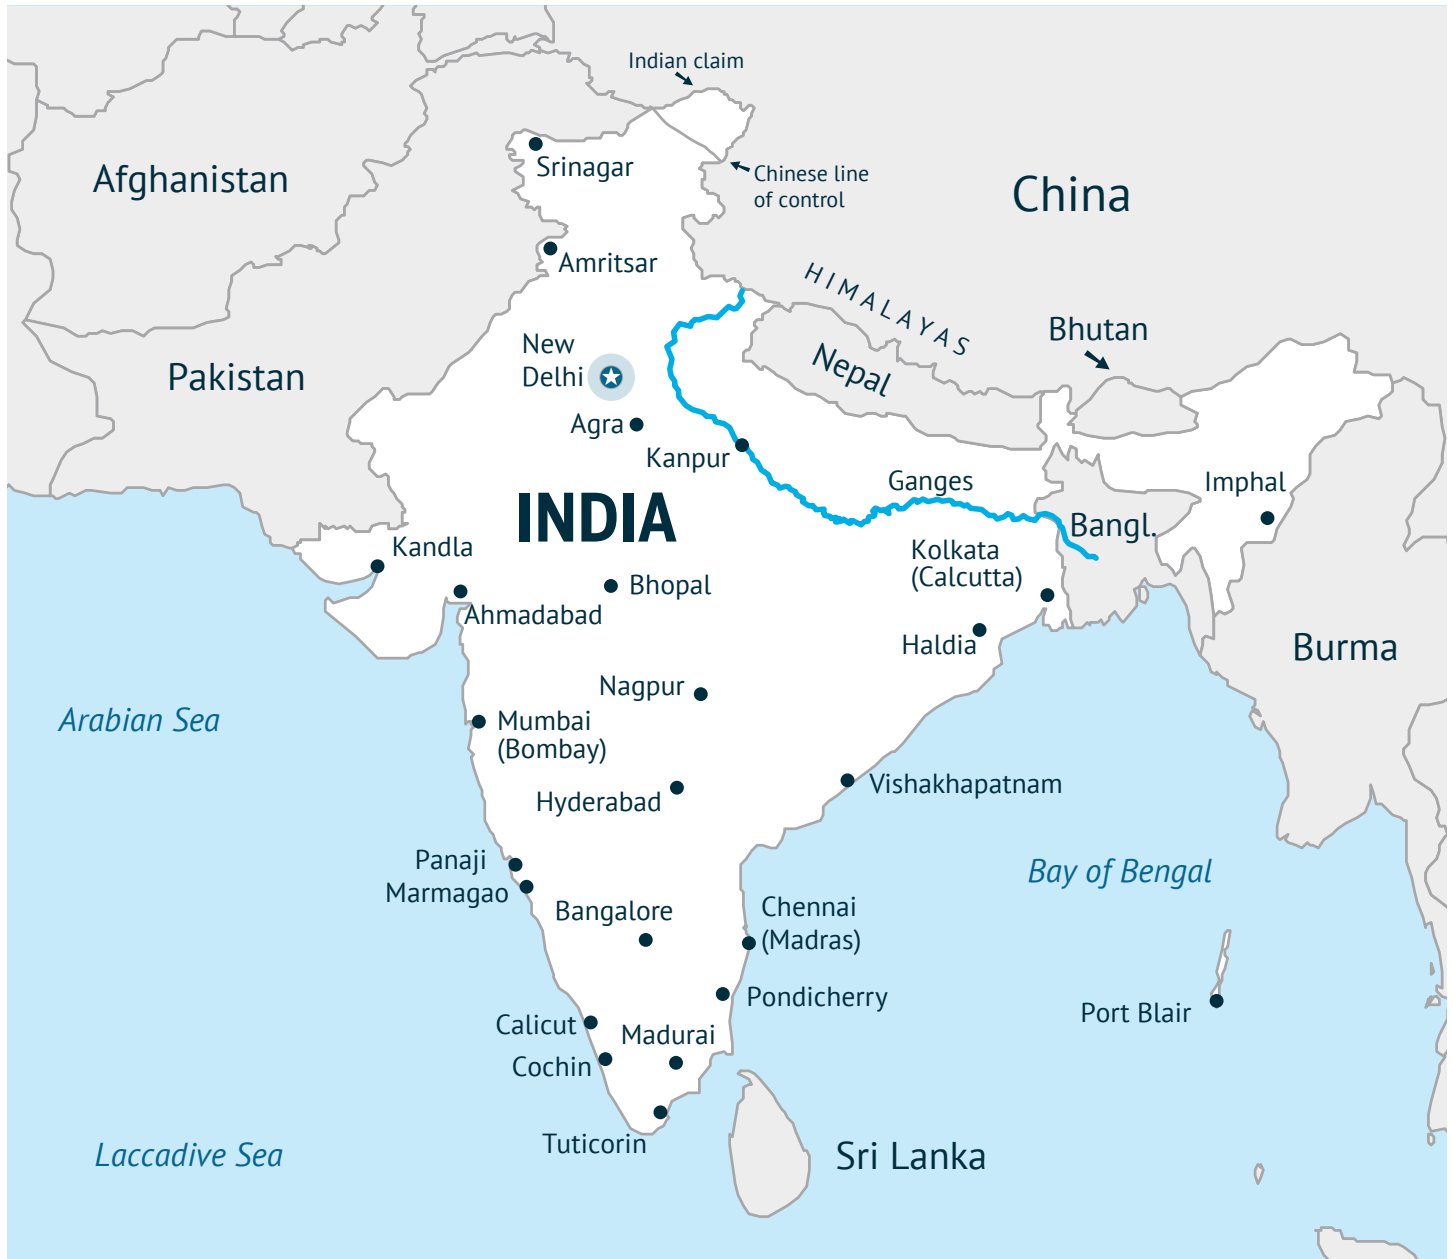 Indian claim
Afghanistan
Srinagar
Chinese line
of control
China
Amritsar
HIMALAYAS
Bhutan
New
Delhi
Nepal
Pakistan
Agra
Kanpur
Ganges
Imphal
INDIA
Bangl.
Kandla
Kolkata
(Calcutta)
Bhopal
Ahmadabad
Haldia
Burma
Nagpur
Arabian Sea
Mumbai
(Bombay)
Vishakhapatnam
Hyderabad
Panaji
Marmagao
Bay of Bengal
Bangalore
Chennai
(Madras)
Pondicherry
Port Blair
Calicut
Madurai
Cochin
Tuticorin
Laccadive Sea
Sri Lanka